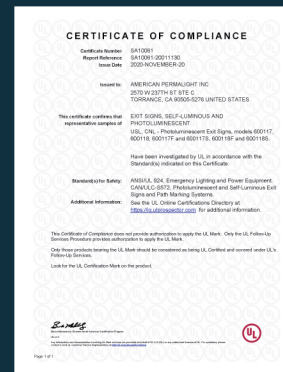 CERTIFICATE OF COMPLIANCE
Certificate Number SA10061
Report Reference SA10061-20011130
Issue Date 2020-NOVEMBER-20
Issued to: AMERICAN PERMALIGHT INC
2570 W 237TH ST STE C
TORRANCE, CA 90505-5276 UNITED STATES
This certificate confirms that EXIT SIGNS, SELF-LUMINOUS AND
representative samples of PHOTOLUMINESCENT
USL, CNL - Photoluminescent Exit Signs, models 600117,
600118, 600117F and 600117S, 600118F and 600118S.
Have been investigated by UL in accordance with the
Standard(s) indicated on this Certificate.
Standard(s) for Safety: ANSI/UL 924, Emergency Lighting and Power Equipment.
CAN/ULC-S572, Photoluminescent and Self-Luminous Exit
Signs and Path Marking Systems.
Additional Information: See the UL Online Certifications Directory at
https://iq.ulprospector.com for additional information.
This Certificate of Compliance does not provide authorization to apply the UL Mark. Only the UL Follow-Up
Services Procedure provides authorization to apply the UL Mark.
Only those products bearing the UL Mark should be considered as being UL Certified and covered under UL's
Follow-Up Services.
Look for the UL Certification Mark on the product.
UL
Page 1 of 1